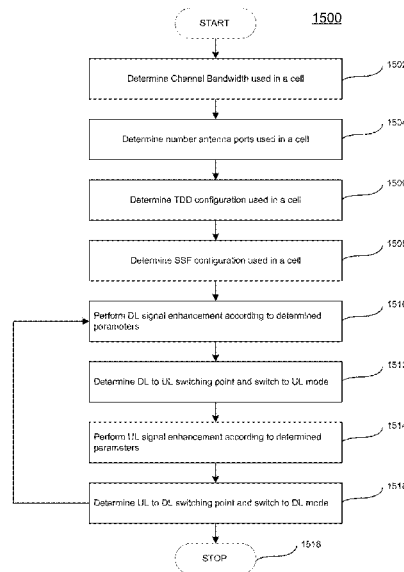 START
1500
Determine Channel Bandwidth used in a cell
1502
Determine number antenna ports used in a cell
1504
Determine TDD configuration used in a cell
Determine SSF configuration used in a cell
Perform DL signal enhancement according to determined
parameters
1510
Determine DL to UL switching point and switch to UL mode
1512
Perform UL signal enhancement according to determined
parameters
1514
Determine UL to DL switching point and switch to DL mode
STOP
1518